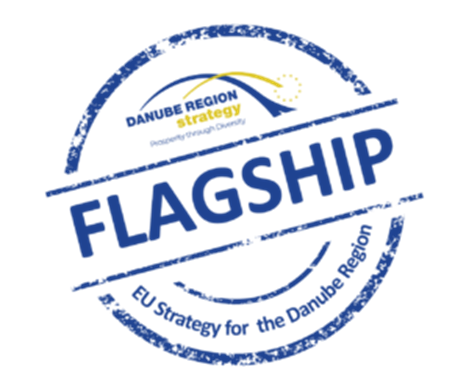 DANUBE REGION
strategy
Prosperity through Diversity
FLAGSHIP
EU Strategy for the Danube Region